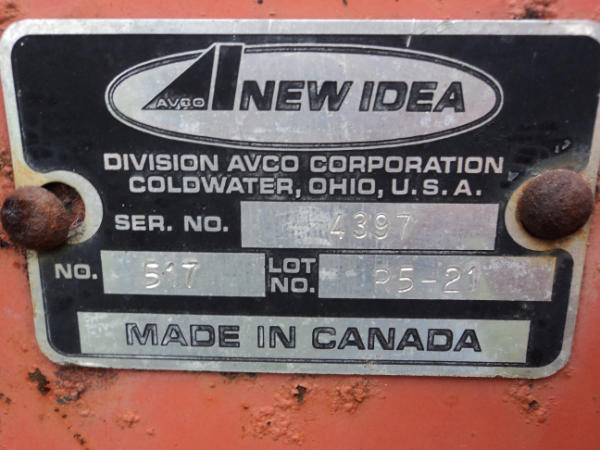 AVCO NEW IDEA
DIVISION AVCO CORPORATION
COLDWATER, OHIO, U.S.A.
SER. NO. 4397
NO. 517 LOT NO. R5-21
MADE IN CANADA